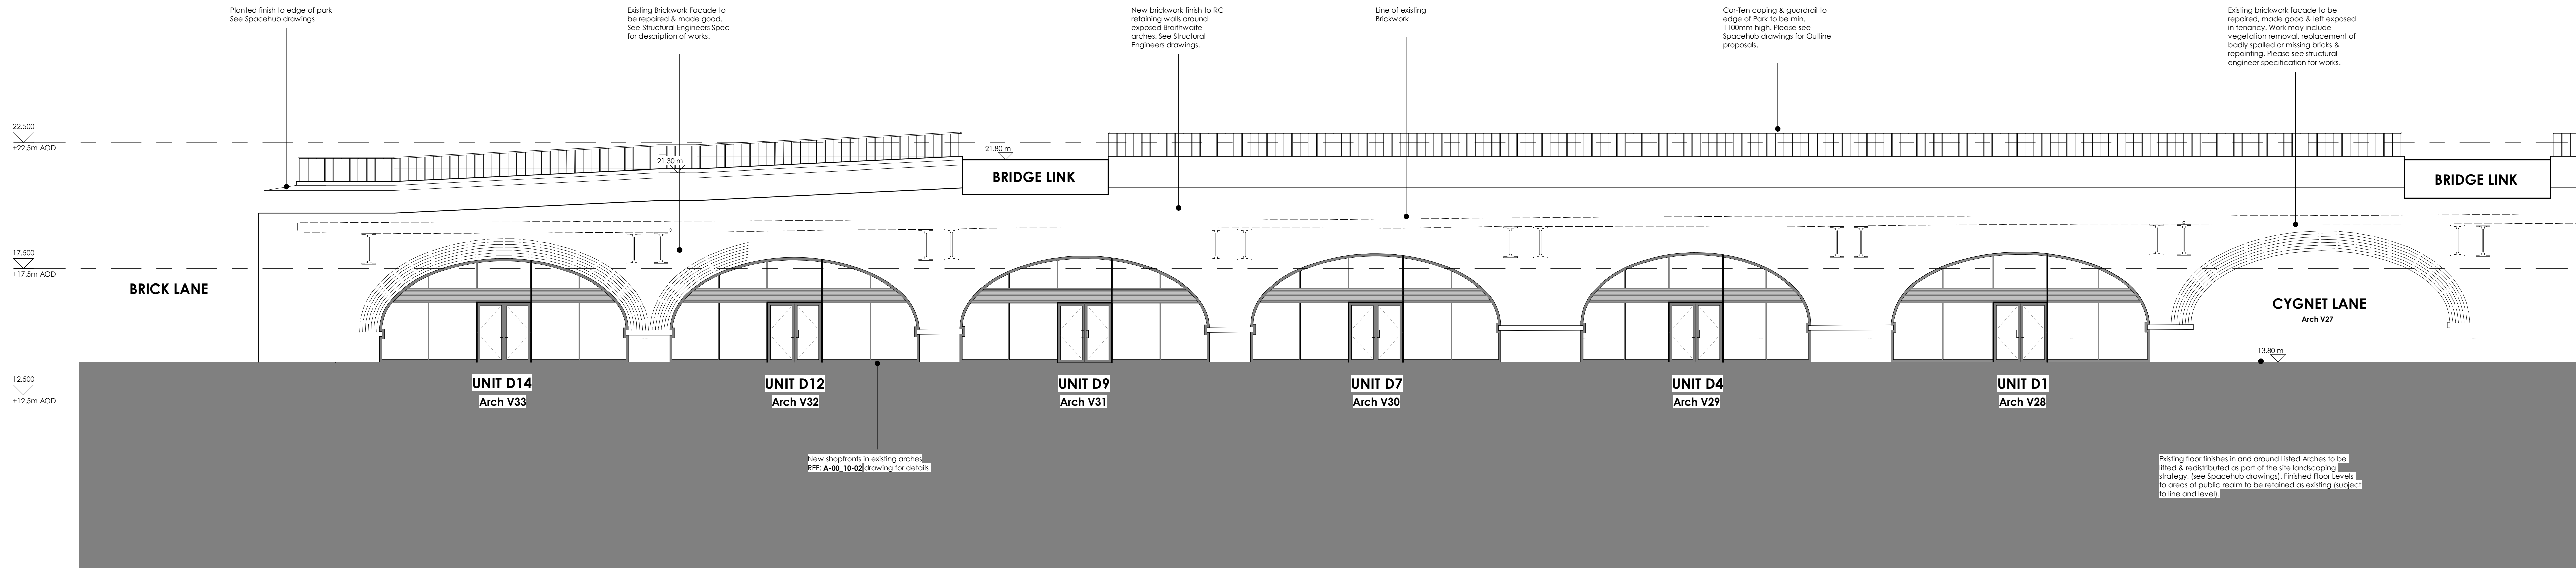 Planted finish to edge of park
See Spacehub drawings
Existing Brickwork Facade to
be repaired & made good.
See Structural Engineers Spec
for description of works.
New brickwork finish to RC
retaining walls around
exposed Braithwaite
arches. See Structural
Engineers drawings.
Line of existing
Brickwork
Cor-Ten coping & guardrail to
edge of Park to be min.
1100mm high. Please see
Spacehub drawings for Outline
proposals.
Existing brickwork facade to be
repaired, made good & left exposed
in tenancy. Work may include
vegetation removal, replacement of
badly spalled or missing bricks &
repointing. Please see structural
engineer specification for works.
22.500
+22.5m AOD
21.30 m
21.80 m
BRIDGE LINK
BRIDGE LINK
17.500
+17.5m AOD
BRICK LANE
CYGNET LANE
Arch V27
13.80 m
12.500
+12.5m AOD
UNIT D14
Arch V33
UNIT D12
Arch V32
UNIT D9
Arch V31
UNIT D7
Arch V30
UNIT D4
Arch V29
UNIT D1
Arch V28
New shopfronts in existing arches
REF: A-00_10-02 drawing for details
Existing floor finishes in and around Listed Arches to be
lifted & redistributed as part of the site landscaping
strategy, (see Spacehub drawings). Finished Floor Levels
to areas of public realm to be retained as existing (subject
to line and level).